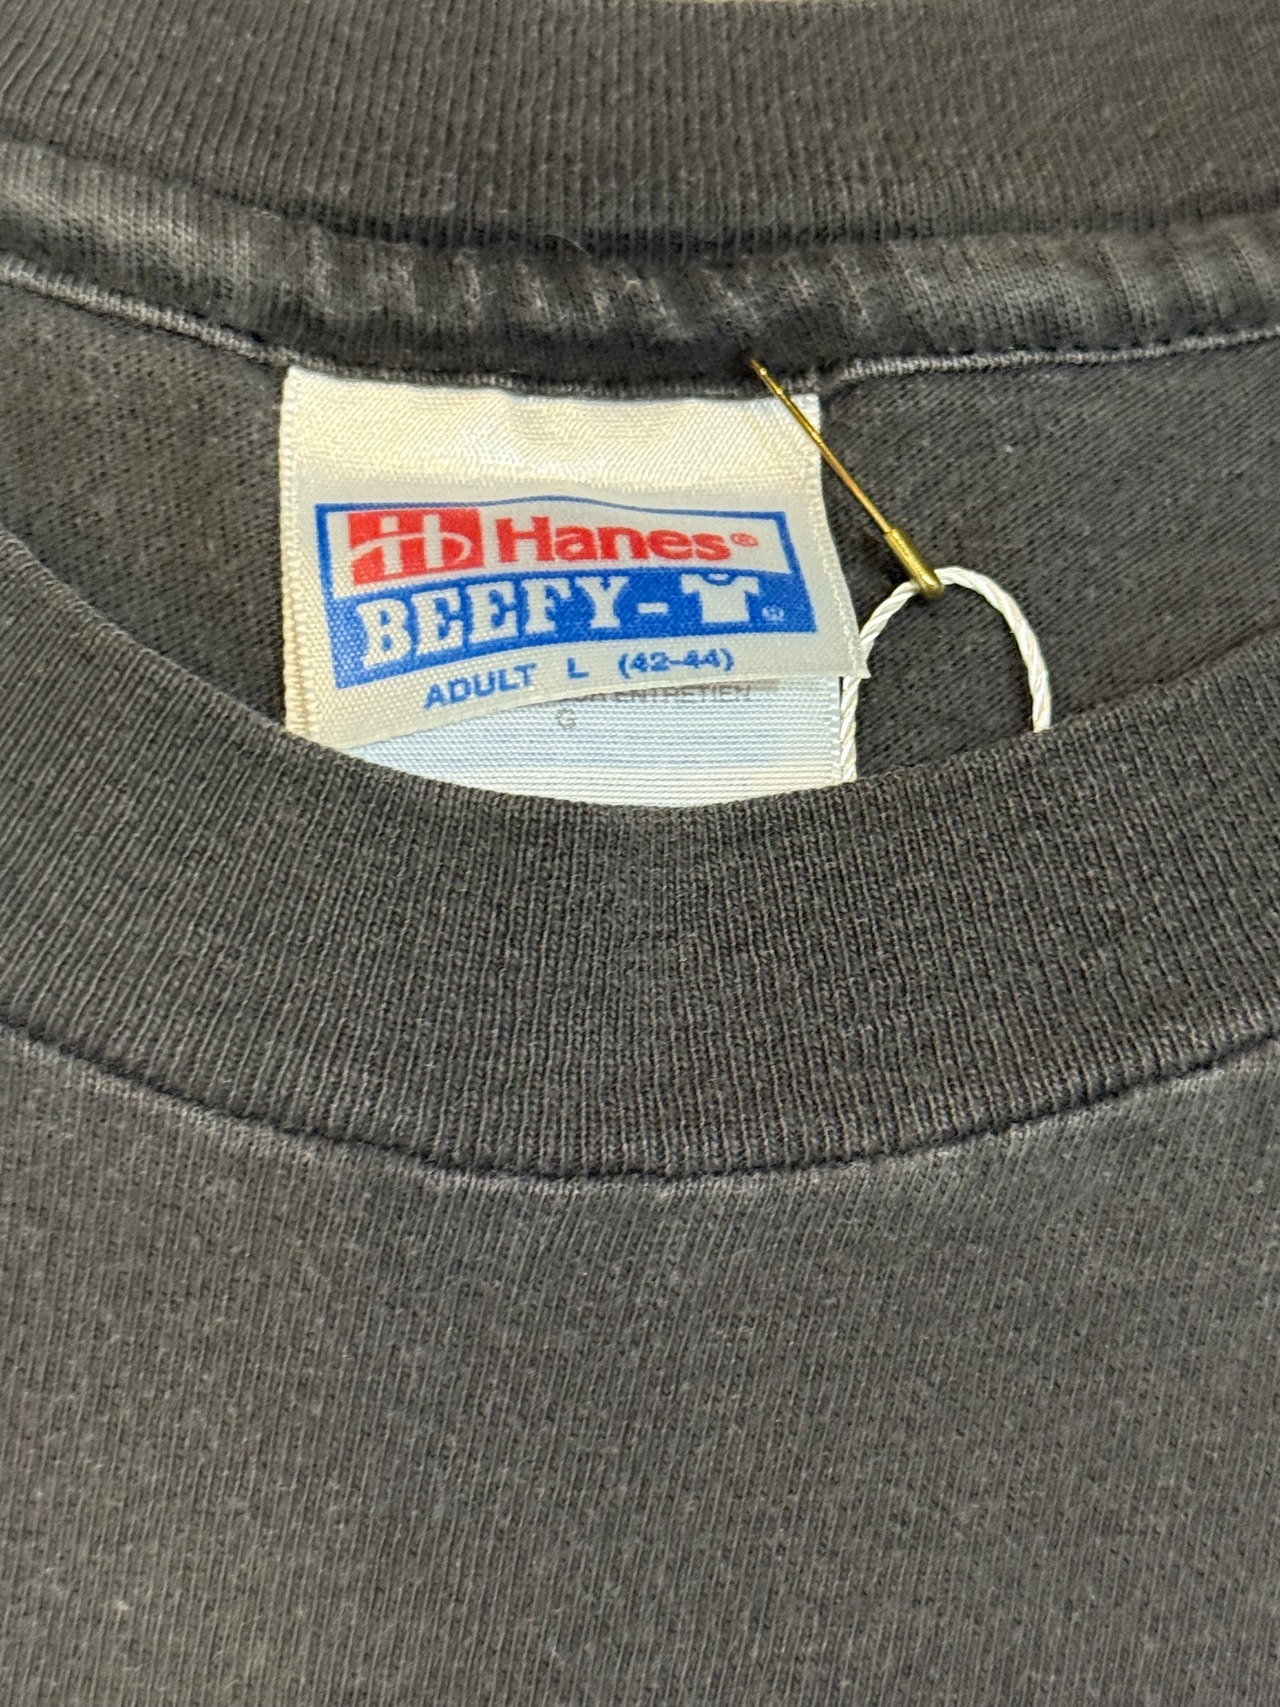 Hanes®
BEEFY-T®
ADULT L (42-44)
ENTRETIEN
G